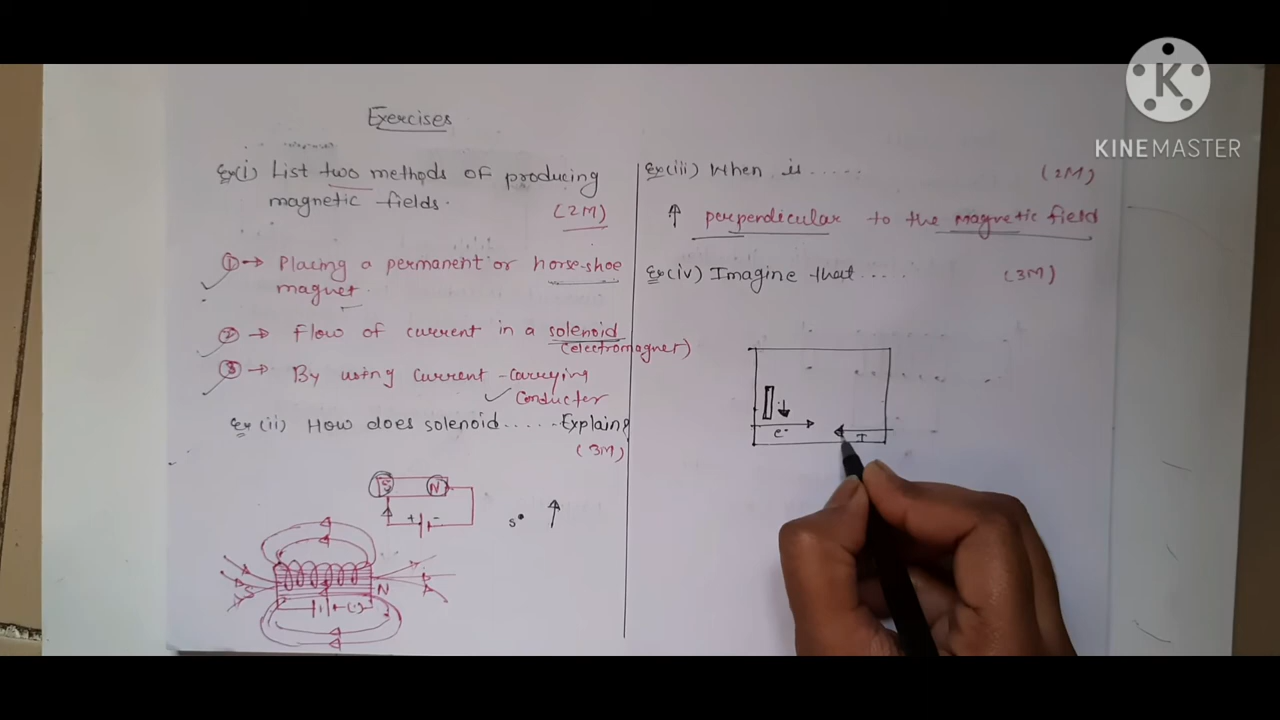 K
KINEMASTER
Exercises
Ex(i) List two methods of producing
magnetic fields.
(2M)
① → Placing a permanent or horse-shoe
magnet.
② → Flow of current in a solenoid
(electromagnet)
③ → By using current-carrying
conductor
Ex(ii) How does solenoid.....Explain
(3M)
S N
+ -
S N
+ -
(·)
Ex(iii) When is..... (2M)
↑ perpendicular to the magnetic field
Ex(iv) Imagine that.... (3M)
e-
I